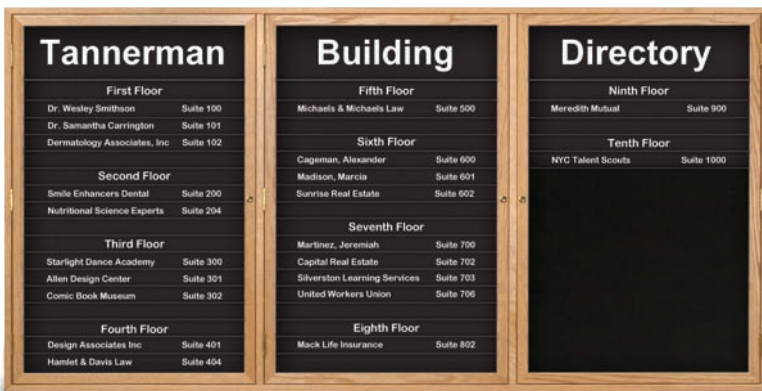 Tannerman Building Directory
First Floor
Dr. Wesley Smithson Suite 100
Dr. Samantha Carrington Suite 101
Dermatology Associates, Inc Suite 102
Second Floor
Smile Enhancers Dental Suite 200
Nutritional Science Experts Suite 204
Third Floor
Starlight Dance Academy Suite 300
Allen Design Center Suite 301
Comic Book Museum Suite 302
Fourth Floor
Design Associates Inc Suite 401
Hamlet & Davis Law Suite 404
Fifth Floor
Michaels & Michaels Law Suite 500
Sixth Floor
Cageman, Alexander Suite 600
Madison, Marcia Suite 601
Sunrise Real Estate Suite 602
Seventh Floor
Martinez, Jeremiah Suite 700
Capital Real Estate Suite 702
Silverston Learning Services Suite 703
United Workers Union Suite 706
Eighth Floor
Mack Life Insurance Suite 802
Ninth Floor
Meredith Mutual Suite 900
Tenth Floor
NYC Talent Scouts Suite 1000